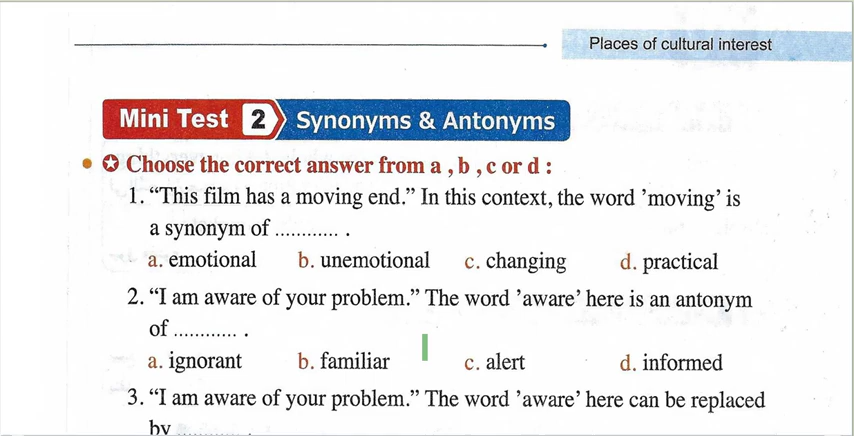 Places of cultural interest
Mini Test 2 Synonyms & Antonyms
Choose the correct answer from a , b , c or d :
1. “This film has a moving end.” In this context, the word ’moving’ is
a synonym of ............ .
a. emotional b. unemotional c. changing d. practical
2. “I am aware of your problem.” The word ’aware’ here is an antonym
of ............ .
a. ignorant b. familiar c. alert d. informed
3. “I am aware of your problem.” The word ’aware’ here can be replaced
by ............ .